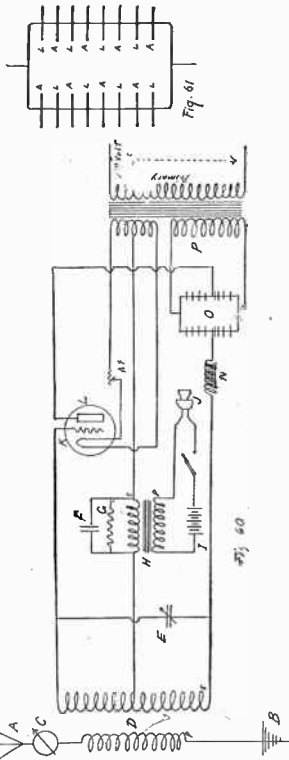 A L A L A L A L
A L A L A L A L
Fig. 61
Primary
P
O
N
J
L
K
F
G
H
S
P
I
E
Fig 60
A
C
D
B